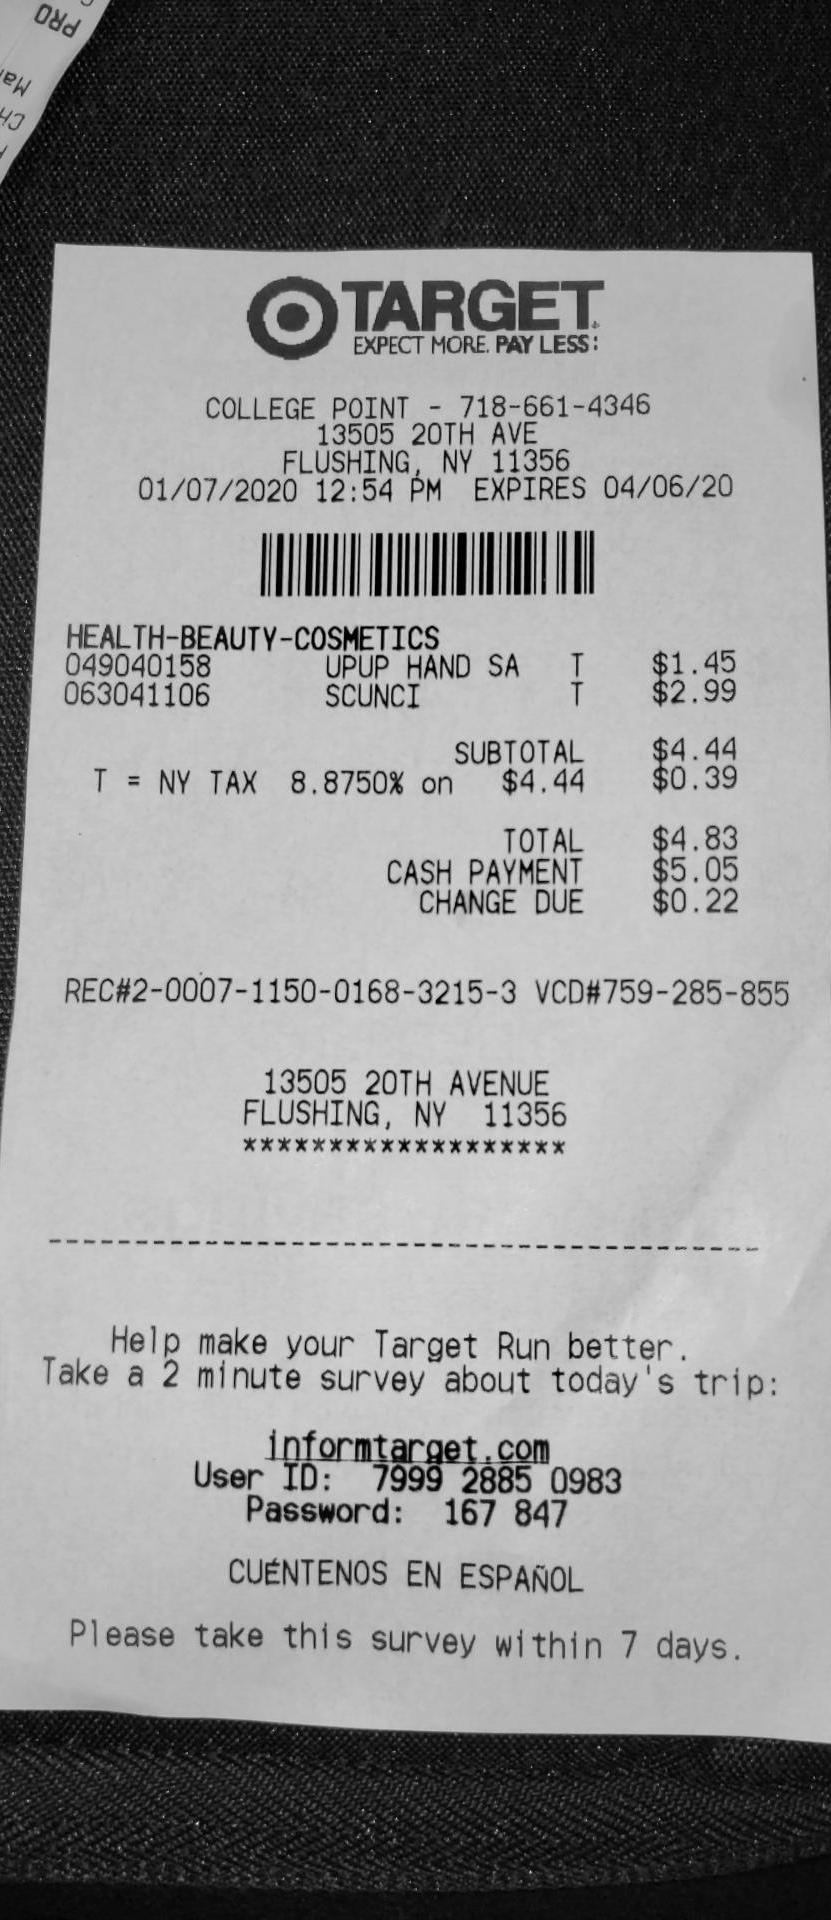 PRO
Mar
CH
TARGET
EXPECT MORE. PAY LESS.
COLLEGE POINT - 718-661-4346
13505 20TH AVE
FLUSHING, NY 11356
01/07/2020 12:54 PM EXPIRES 04/06/20
HEALTH-BEAUTY-COSMETICS
049040158 UPUP HAND SA T $1.45
063041106 SCUNCI T $2.99
SUBTOTAL $4.44
T = NY TAX 8.8750% on $4.44 $0.39
TOTAL $4.83
CASH PAYMENT $5.05
CHANGE DUE $0.22
REC#2-0007-1150-0168-3215-3 VCD#759-285-855
13505 20TH AVENUE
FLUSHING, NY 11356
********************
Help make your Target Run better.
Take a 2 minute survey about today's trip:
informtarget.com
User ID: 7999 2885 0983
Password: 167 847
CUÉNTENOS EN ESPAÑOL
Please take this survey within 7 days.